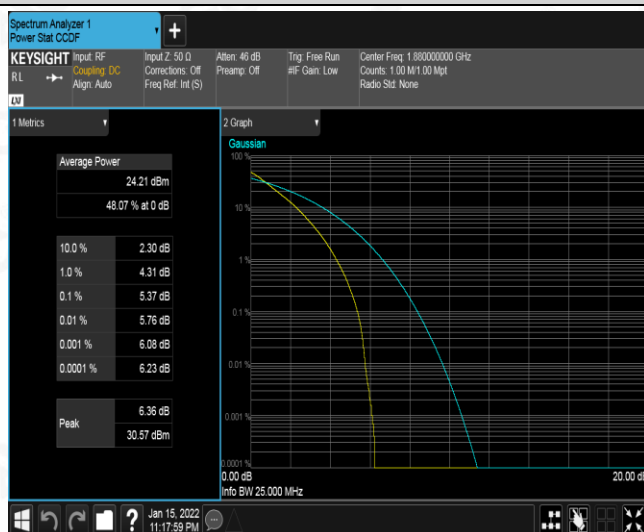 Spectrum Analyzer 1
Power Stat CCDF
+
KEYSIGHT
RL
LXI
Input: RF
Coupling: DC
Align: Auto
Input Z: 50 Ω
Corrections: Off
Freq Ref: Int (S)
Atten: 46 dB
Preamp: Off
Trig: Free Run
#IF Gain: Low
Center Freq: 1.880000000 GHz
Counts: 1.00 M/1.00 Mpt
Radio Std: None
1 Metrics
Average Power
24.21 dBm
48.07 % at 0 dB
10.0 % 2.30 dB
1.0 % 4.31 dB
0.1 % 5.37 dB
0.01 % 5.76 dB
0.001 % 6.08 dB
0.0001 % 6.23 dB
Peak
6.36 dB
30.57 dBm
2 Graph
Gaussian
100 %
10 %
1 %
0.1 %
0.01 %
0.001 %
0.0001 %
0.00 dB
20.00 d
Info BW 25.000 MHz
?
Jan 15, 2022
11:17:59 PM